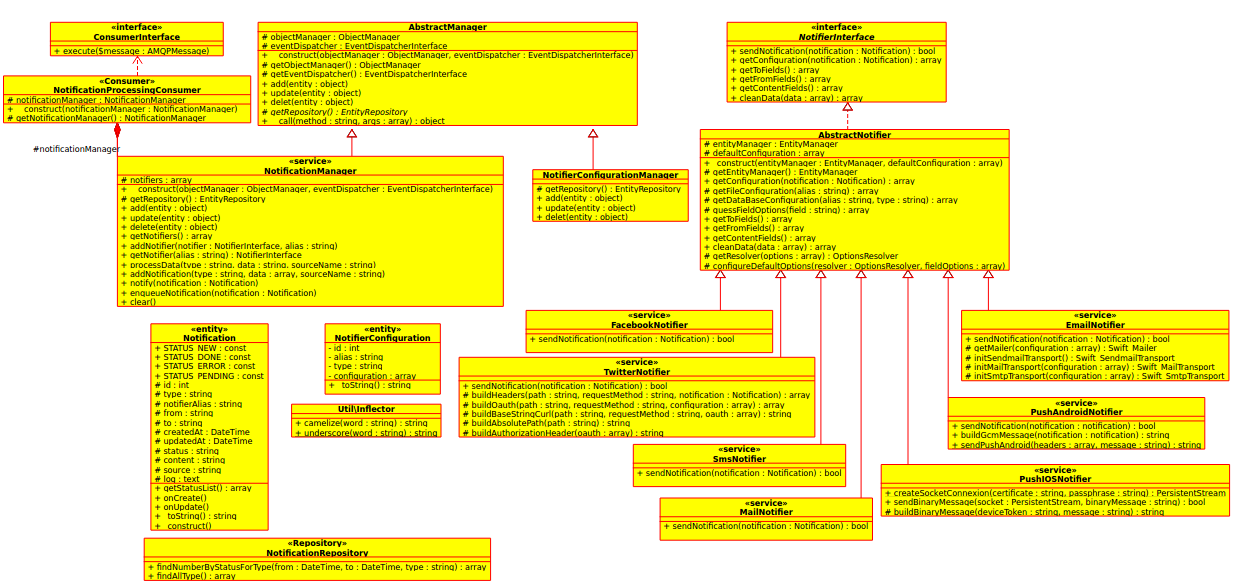 «interface»
ConsumerInterface
+ execute($message : AMQPMessage)
«Consumer»
NotificationProcessingConsumer
# notificationManager : NotificationManager
+ __construct(notificationManager : NotificationManager)
# getNotificationManager() : NotificationManager
#notificationManager
AbstractManager
# objectManager : ObjectManager
# eventDispatcher : EventDispatcherInterface
+ __construct(objectManager : ObjectManager, eventDispatcher : EventDispatcherInterface)
# getObjectManager() : ObjectManager
# getEventDispatcher() : EventDispatcherInterface
+ add(entity : object)
+ update(entity : object)
+ delet(entity : object)
# getRepository() : EntityRepository
+ __call(method : string, args : array) : object
«interface»
NotifierInterface
+ sendNotification(notification : Notification) : bool
+ getConfiguration(notification : Notification) : array
+ getToFields() : array
+ getFromFields() : array
+ getContentFields() : array
+ cleanData(data : array) : array
«service»
NotificationManager
# notifiers : array
+ __construct(objectManager : ObjectManager, eventDispatcher : EventDispatcherInterface)
# getRepository() : EntityRepository
+ add(entity : object)
+ update(entity : object)
+ delete(entity : object)
+ getNotifiers() : array
+ addNotifier(notifier : NotifierInterface, alias : string)
+ getNotifier(alias : string) : NotifierInterface
+ processData(type : string, data : string, sourceName : string)
+ addNotification(type : string, data : array, sourceName : string)
+ notify(notification : Notification)
+ enqueueNotification(notification : Notification)
+ clear()
NotifierConfigurationManager
# getRepository() : EntityRepository
+ add(entity : object)
+ update(entity : object)
+ delet(entity : object)
AbstractNotifier
# entityManager : EntityManager
# defaultConfiguration : array
+ __construct(entityManager : EntityManager, defaultConfiguration : array)
# getEntityManager() : EntityManager
+ getConfiguration(notification : Notification) : array
# getFileConfiguration(alias : string) : array
# getDataBaseConfiguration(alias : string, type : string) : array
# guessFieldOptions(field : string) : array
+ getToFields() : array
+ getFromFields() : array
+ getContentFields() : array
+ cleanData(data : array) : array
# getResolver(options : array) : OptionsResolver
# configureDefaultOptions(resolver : OptionsResolver, fieldOptions : array)
«entity»
Notification
+ STATUS_NEW : const
+ STATUS_DONE : const
+ STATUS_ERROR : const
+ STATUS_PENDING : const
# id : int
# type : string
# notifierAlias : string
# from : string
# to : string
# createdAt : DateTime
# updatedAt : DateTime
# status : string
# content : string
# source : string
# log : text
+ getStatusList() : array
+ onCreate()
+ onUpdate()
+ __toString() : string
+ __construct()
«entity»
NotifierConfiguration
- id : int
- alias : string
- type : string
- configuration : array
+ __toString() : string
Util\Inflector
+ camelize(word : string) : string
+ underscore(word : string) : string
«service»
FacebookNotifier
+ sendNotification(notification : Notification) : bool
«service»
TwitterNotifier
+ sendNotification(notification : Notification) : bool
# buildHeaders(path : string, requestMethod : string, notification : Notification) : array
# buildOauth(path : string, requestMethod : string, configuration : array) : array
# buildBaseStringCurl(path : string, requestMethod : string, oauth : array) : string
# buildAbsolutePath(path : string) : string
# buildAuthorizationHeader(oauth : array) : string
«service»
SmsNotifier
+ sendNotification(notification : Notification) : bool
«service»
MailNotifier
+ sendNotification(notification : Notification) : bool
«service»
EmailNotifier
+ sendNotification(notification : Notification) : bool
# getMailer(configuration : array) : Swift_Mailer
# initSendmailTransport() : Swift_SendmailTransport
# initMailTransport(configuration : array) : Swift_MailTransport
# initSmtpTransport(configuration : array) : Swift_SmtpTransport
«service»
PushAndroidNotifier
+ sendNotification(notification : Notification) : bool
+ buildGcmMessage(notification : notification) : string
+ sendPushAndroid(headers : array, message : string) : string
«service»
PushIOSNotifier
+ createSocketConnexion(certificate : string, passphrase : string) : PersistentStream
+ sendBinaryMessage(socket : PersistentStream, binaryMessage : string) : bool
# buildBinaryMessage(deviceToken : string, message : string) : string
«Repository»
NotificationRepository
+ findNumberByStatusForType(from : DateTime, to : DateTime, type : string) : array
+ findAllType() : array